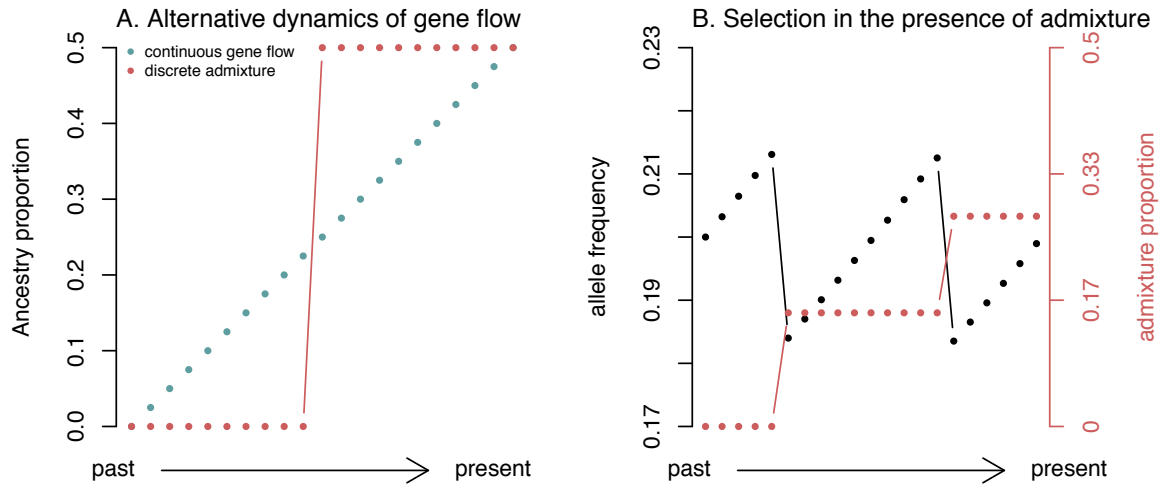 A. Alternative dynamics of gene flow
continuous gene flow
discrete admixture
Ancestry proportion
0.5
0.4
0.3
0.2
0.1
0.0
past
present
B. Selection in the presence of admixture
allele frequency
0.23
0.21
0.19
0.17
0.5
0.33
0.17
0
admixture proportion
past
present